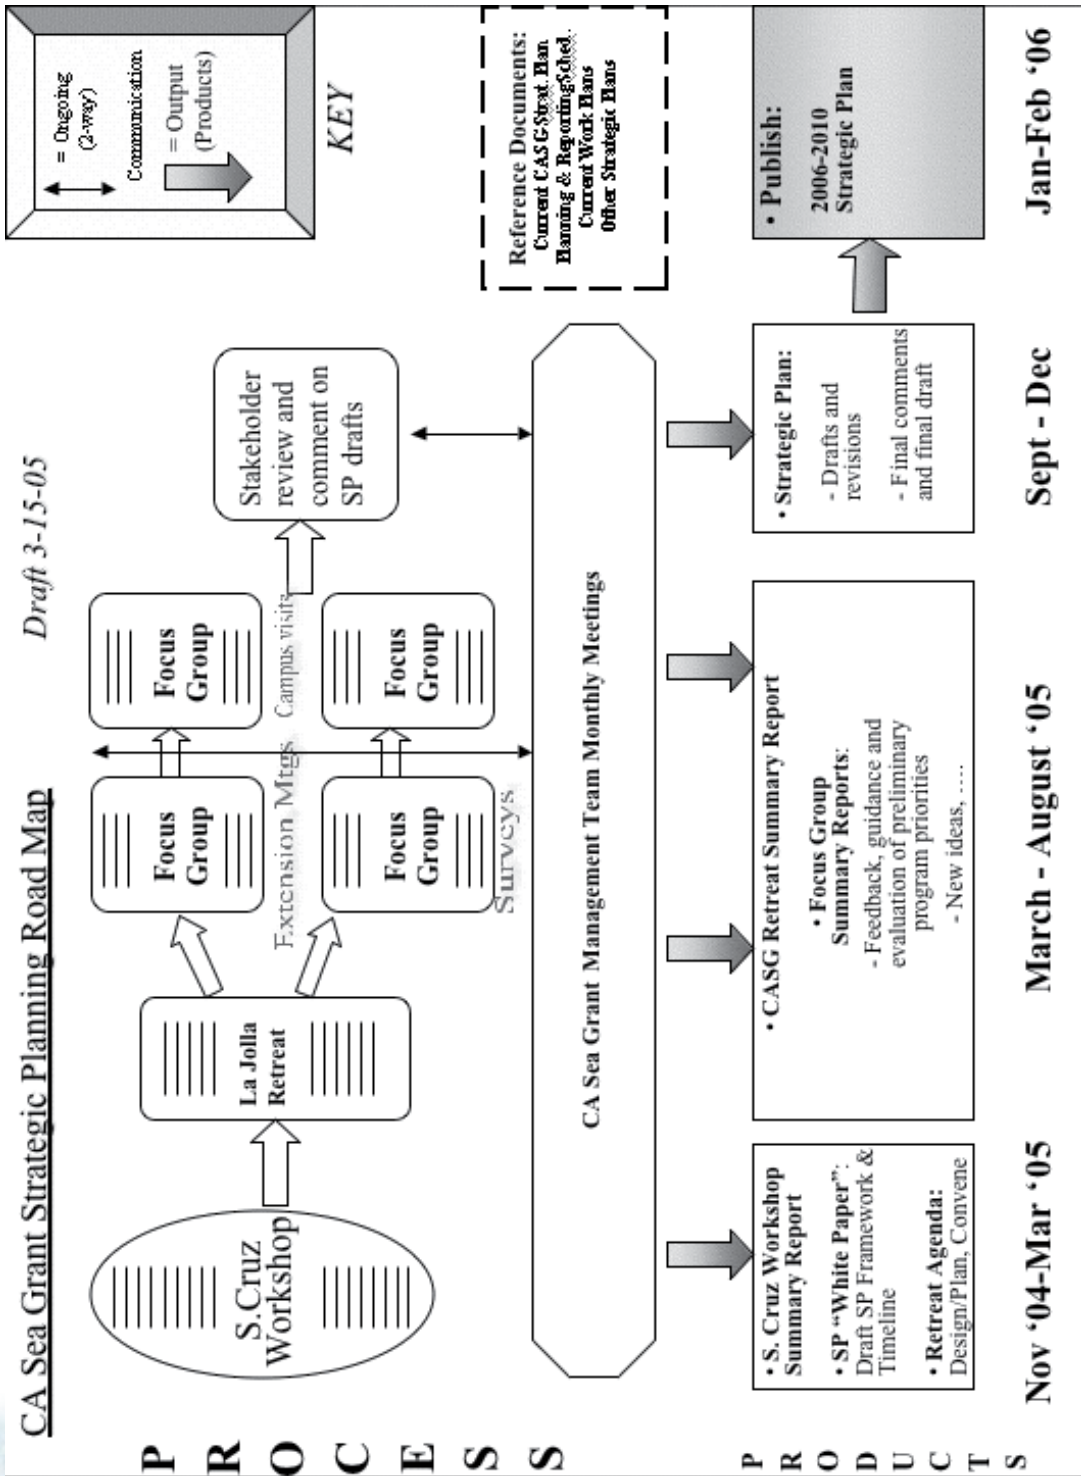 CA Sea Grant Strategic Planning Road Map
Draft 3-15-05
PROCESS
S.Cruz
Workshop
La Jolla
Retreat
Focus
Group
Focus
Group
Focus
Group
Focus
Group
Extension Mtgs.
Campus visits
Surveys
Stakeholder
review and
comment on
SP drafts
= Ongoing
(2-way)
Communication
= Output
(Products)
KEY
Reference Documents:
Current CASG Strat. Plan
Planning & Reporting Sched.
Current Work Plans
Other Strategic Plans
CA Sea Grant Management Team Monthly Meetings
PRODUCTS
• S. Cruz Workshop
Summary Report
• SP “White Paper”:
Draft SP Framework &
Timeline
• Retreat Agenda:
Design/Plan, Convene
• CASG Retreat Summary Report
• Focus Group
Summary Reports:
- Feedback, guidance and
evaluation of preliminary
program priorities
- New ideas, ....
• Strategic Plan:
- Drafts and
revisions
- Final comments
and final draft
• Publish:
2006-2010
Strategic Plan
Nov ‘04-Mar ‘05
March - August ‘05
Sept - Dec
Jan-Feb ‘06